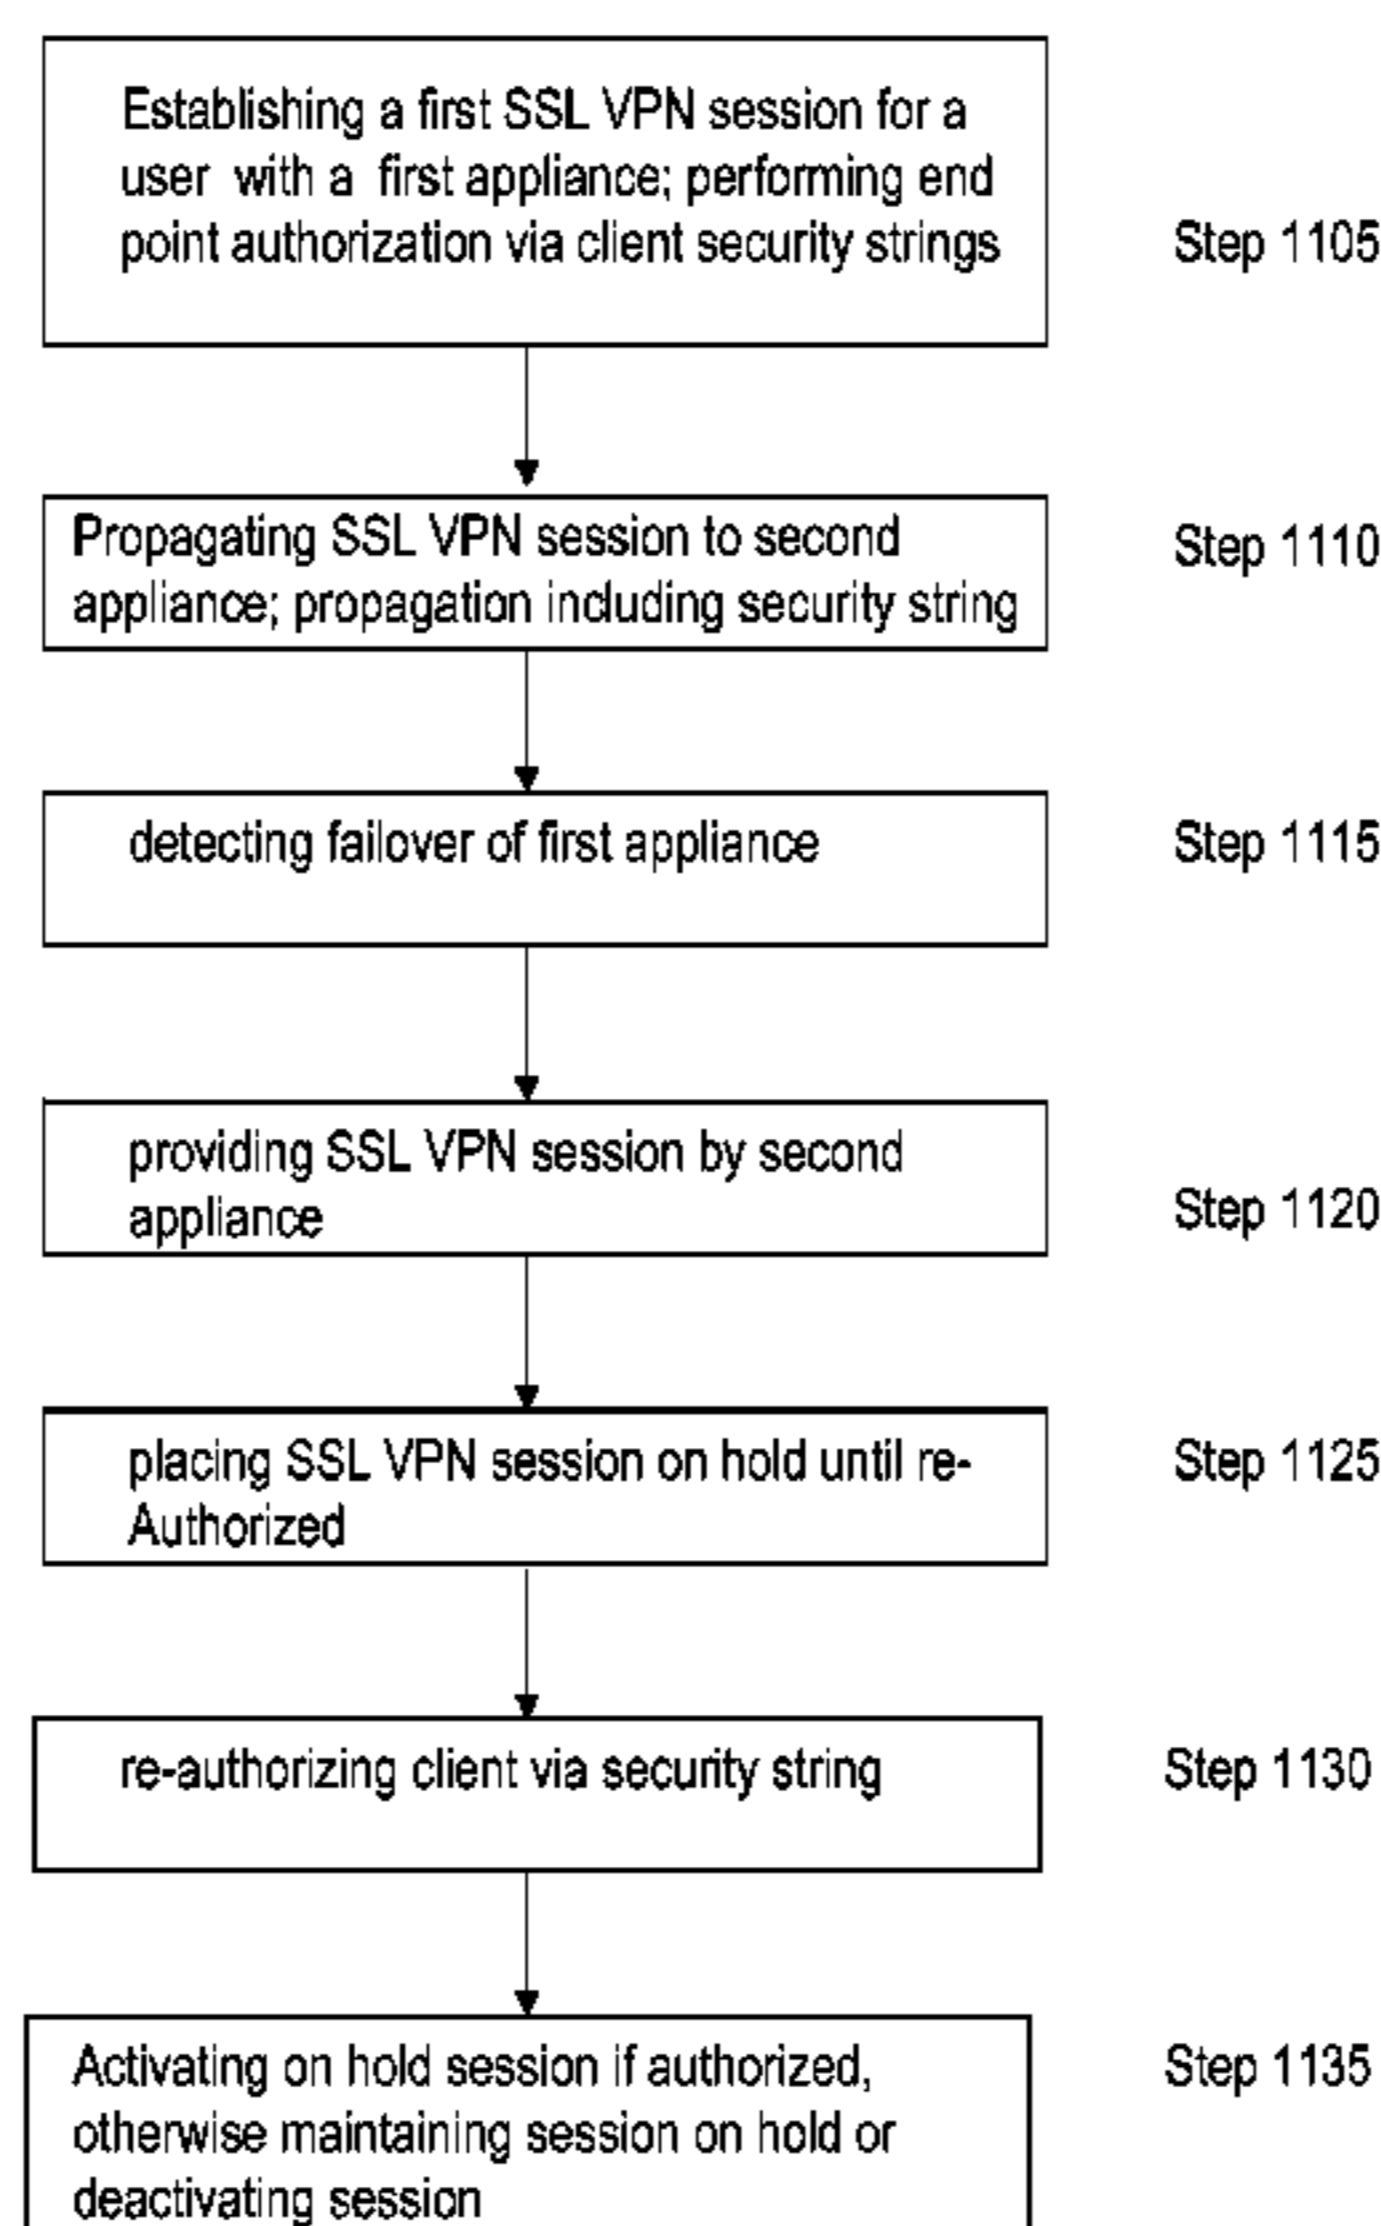 Establishing a first SSL VPN session for a
user with a first appliance; performing end
point authorization via client security strings
Step 1105
Propagating SSL VPN session to second
appliance; propagation including security string
Step 1110
detecting failover of first appliance
Step 1115
providing SSL VPN session by second
appliance
Step 1120
placing SSL VPN session on hold until re-
Authorized
Step 1125
re-authorizing client via security string
Step 1130
Activating on hold session if authorized,
otherwise maintaining session on hold or
deactivating session
Step 1135